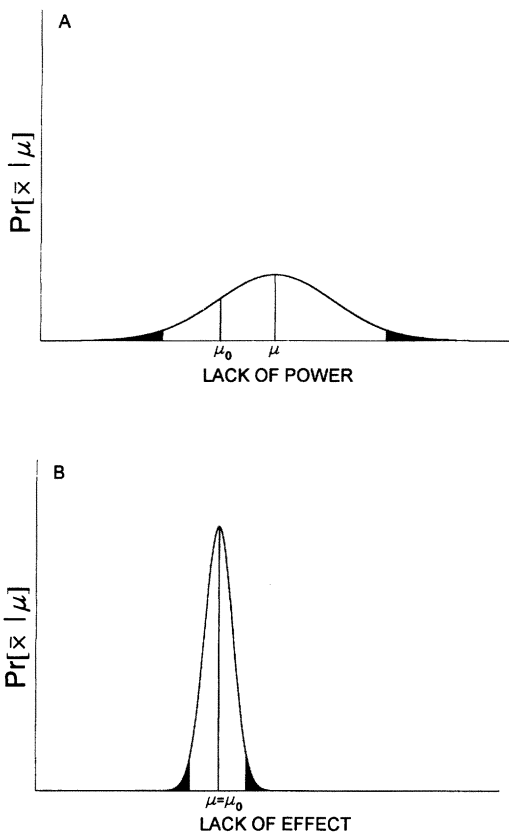 A
Pr[x̄ | μ]
μ₀ μ
LACK OF POWER
B
Pr[x̄ | μ]
μ=μ₀
LACK OF EFFECT